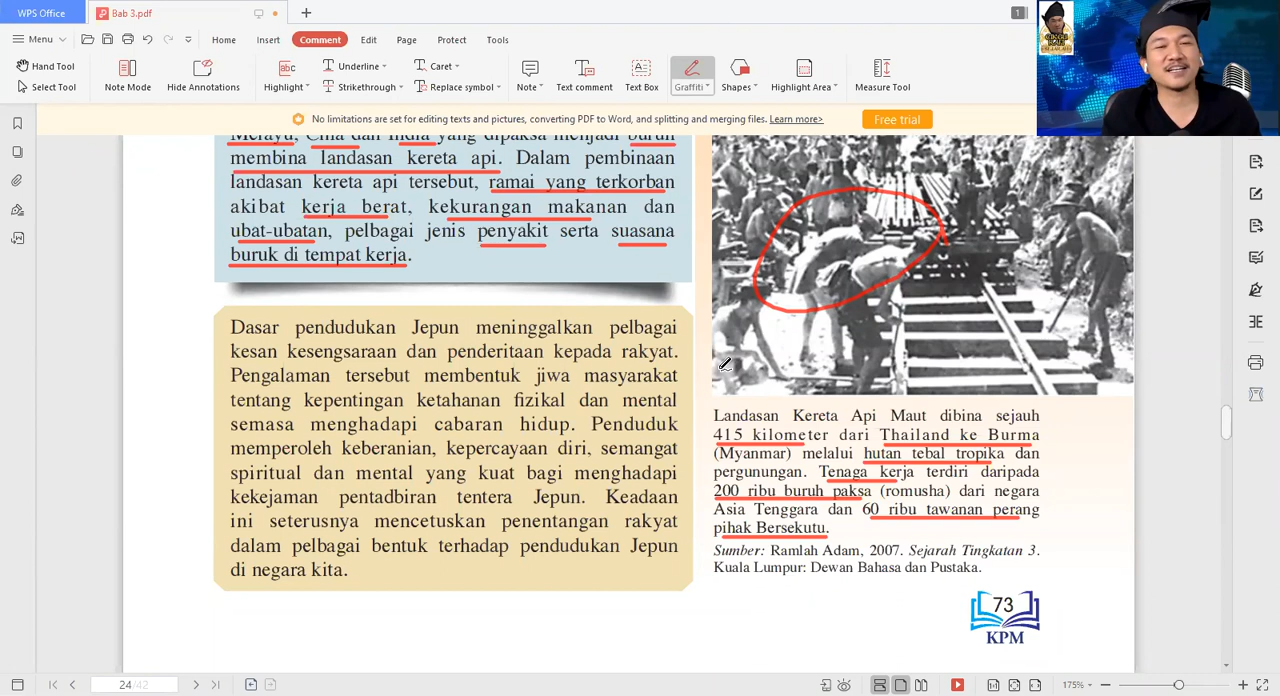 WPS Office
Bab 3.pdf
1
Menu
Home
Insert
Comment
Edit
Page
Protect
Tools
Hand Tool
Select Tool
Note Mode
Hide Annotations
Highlight
Underline
Strikethrough
Caret
Replace symbol
Note
Text comment
Text Box
Graffiti
Shapes
Highlight Area
Measure Tool
No limitations are set for editing texts and pictures, converting PDF to Word, and splitting and merging files. Learn more>
Free trial
Melayu, Cina dan India yang dipaksa menjadi buruh
membina landasan kereta api. Dalam pembinaan
landasan kereta api tersebut, ramai yang terkorban
akibat kerja berat, kekurangan makanan dan
ubat-ubatan, pelbagai jenis penyakit serta suasana
buruk di tempat kerja.
Dasar pendudukan Jepun meninggalkan pelbagai
kesan kesengsaraan dan penderitaan kepada rakyat.
Pengalaman tersebut membentuk jiwa masyarakat
tentang kepentingan ketahanan fizikal dan mental
semasa menghadapi cabaran hidup. Penduduk
memperoleh keberanian, kepercayaan diri, semangat
spiritual dan mental yang kuat bagi menghadapi
kekejaman pentadbiran tentera Jepun. Keadaan
ini seterusnya mencetuskan penentangan rakyat
dalam pelbagai bentuk terhadap pendudukan Jepun
di negara kita.
Landasan Kereta Api Maut dibina sejauh
415 kilometer dari Thailand ke Burma
(Myanmar) melalui hutan tebal tropika dan
pergunungan. Tenaga kerja terdiri daripada
200 ribu buruh paksa (romusha) dari negara
Asia Tenggara dan 60 ribu tawanan perang
pihak Bersekutu.
Sumber: Ramlah Adam, 2007. Sejarah Tingkatan 3.
Kuala Lumpur: Dewan Bahasa dan Pustaka.
73
KPM
24/42
175%